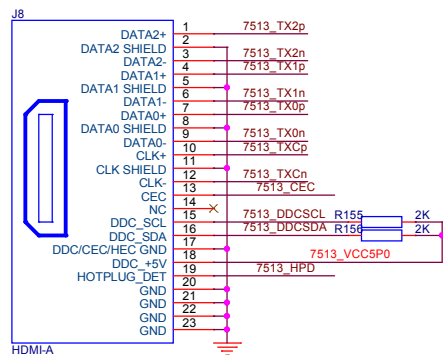 J8
DATA2+ 1 7513_TX2p
DATA2 SHIELD 2
DATA2- 3 7513_TX2n
DATA1+ 4 7513_TX1p
DATA1 SHIELD 5
DATA1- 6 7513_TX1n
DATA0+ 7 7513_TX0p
DATA0 SHIELD 8
DATA0- 9 7513_TX0n
CLK+ 10 7513_TXCp
CLK SHIELD 11
CLK- 12 7513_TXCn
CEC 13 7513_CEC
NC 14
DDC_SCL 15 7513_DDCSCL R155 2K
DDC_SDA 16 7513_DDCSDA R156 2K
DDC/CEC/HEC GND 17
DDC_+5V 18 7513_VCC5P0
HOTPLUG_DET 19 7513_HPD
GND 20
GND 21
GND 22
GND 23
HDMI-A